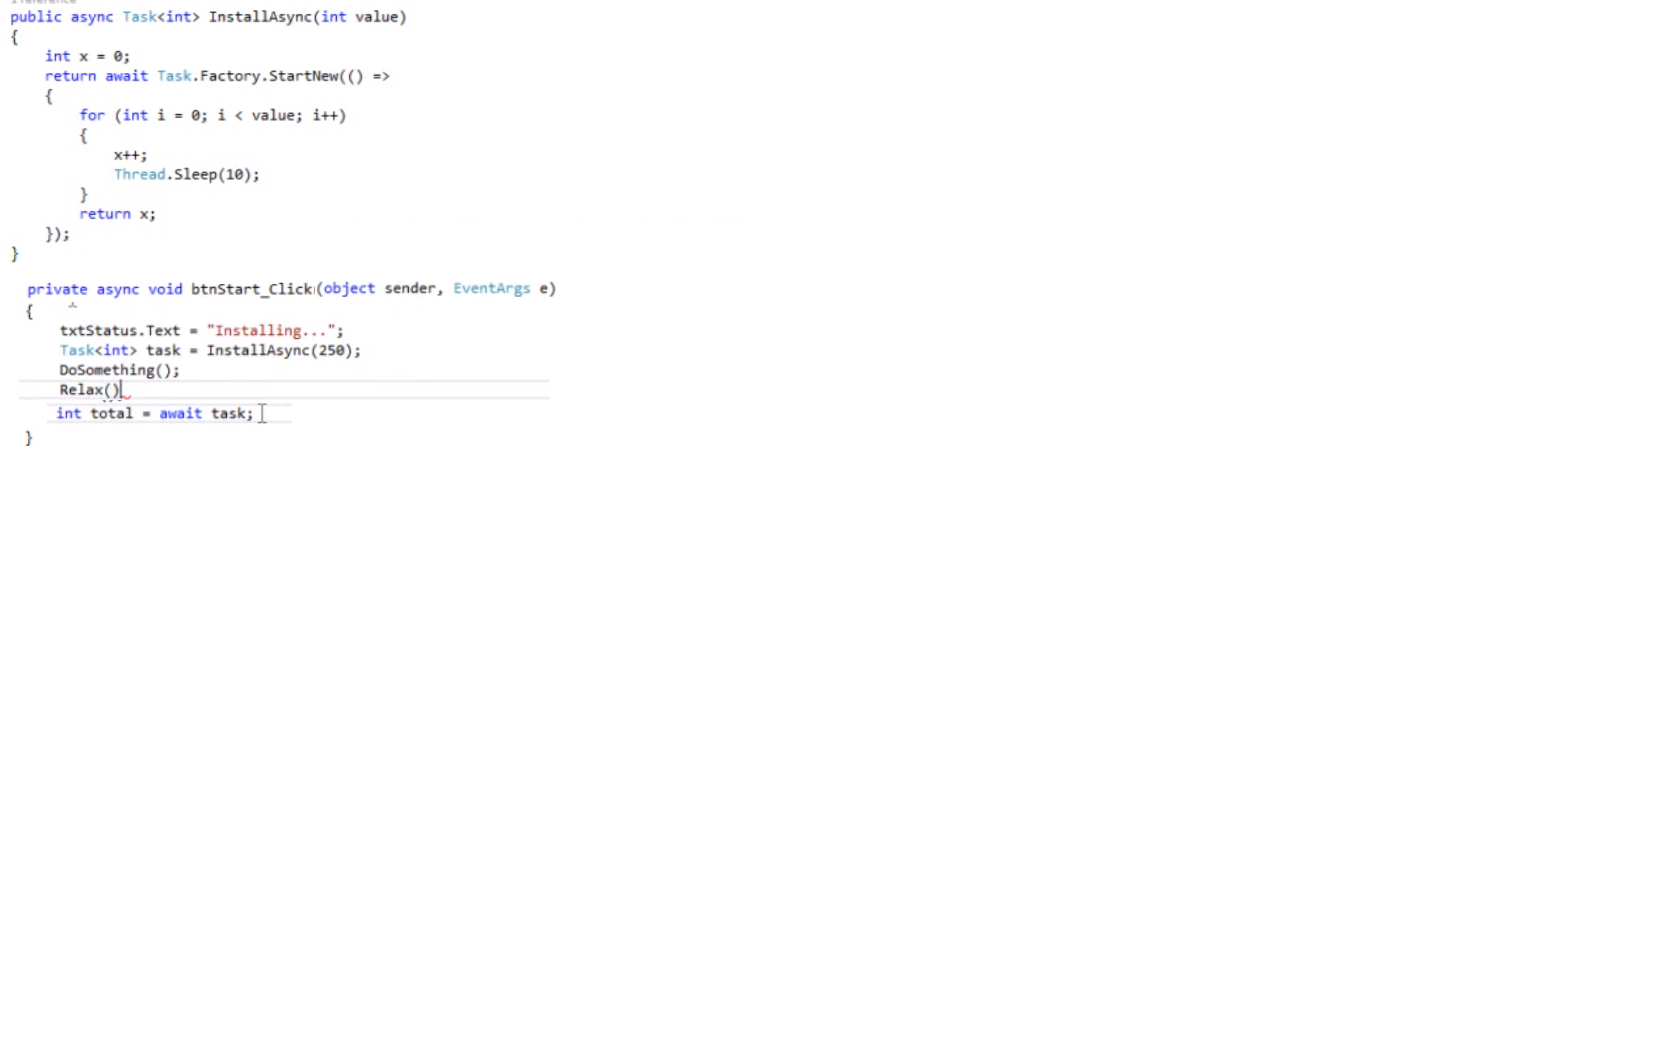 public async Task<int> InstallAsync(int value)
{
    int x = 0;
    return await Task.Factory.StartNew(() =>
    {
        for (int i = 0; i < value; i++)
        {
            x++;
            Thread.Sleep(10);
        }
        return x;
    });
}
private async void btnStart_Click(object sender, EventArgs e)
{
    txtStatus.Text = "Installing...";
    Task<int> task = InstallAsync(250);
    DoSomething();
    Relax()
    int total = await task;
}